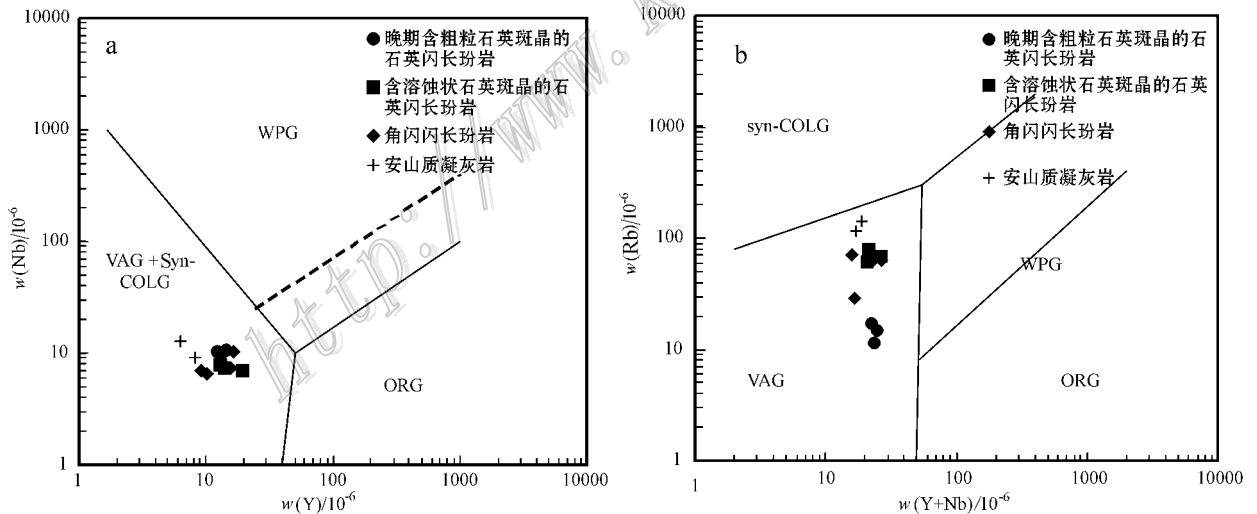 a
10000
1000
100
10
1
w(Nb)/10-6
●晚期含粗粒石英斑晶的
石英闪长玢岩
■含溶蚀状石英斑晶的石
英闪长玢岩
◆角闪闪长玢岩
+安山质凝灰岩
WPG
VAG+Syn-
COLG
ORG
1
10
100
1000
10000
w(Y)/10-6
b
10000
1000
100
10
1
w(Rb)/10-6
●晚期含粗粒石英斑晶的石
英闪长玢岩
■含溶蚀状石英斑晶的石英
闪长玢岩
◆角闪闪长玢岩
+安山质凝灰岩
syn-COLG
WPG
VAG
ORG
1
10
100
1000
10000
w(Y+Nb)/10-6
http://www.